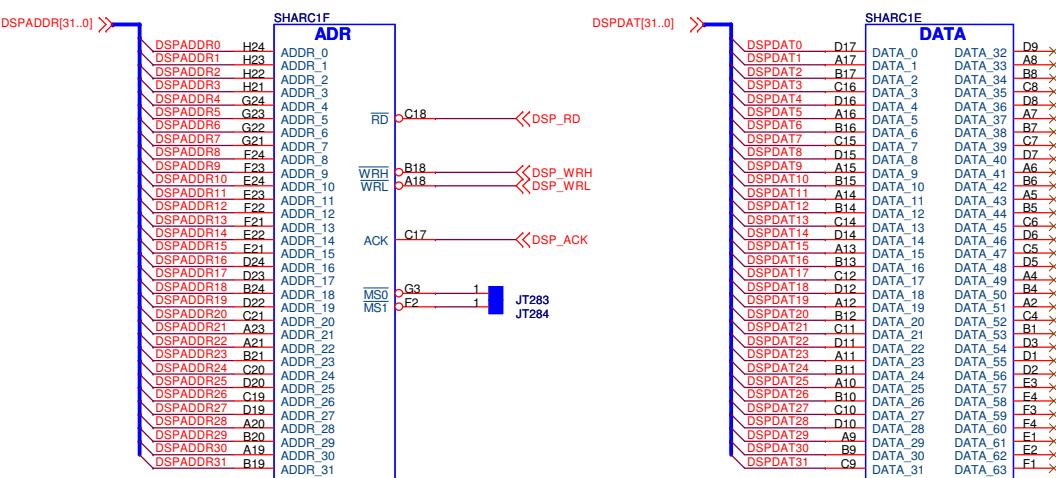 DSPADDR[31..0]
SHARC1F
ADR
DSPADDR0 H24 ADDR_0
DSPADDR1 H23 ADDR_1
DSPADDR2 H22 ADDR_2
DSPADDR3 H21 ADDR_3
DSPADDR4 G24 ADDR_4
DSPADDR5 G23 ADDR_5 RD C18 DSP_RD
DSPADDR6 G22 ADDR_6
DSPADDR7 G21 ADDR_7
DSPADDR8 F24 ADDR_8
DSPADDR9 F23 ADDR_9 WRH B18 DSP_WRH
DSPADDR10 E24 ADDR_10 WRL A18 DSP_WRL
DSPADDR11 E23 ADDR_11
DSPADDR12 F22 ADDR_12
DSPADDR13 F21 ADDR_13
DSPADDR14 E22 ADDR_14 ACK C17 DSP_ACK
DSPADDR15 E21 ADDR_15
DSPADDR16 D24 ADDR_16
DSPADDR17 D23 ADDR_17
DSPADDR18 B24 ADDR_18 MS0 G3 1 JT283
DSPADDR19 D22 ADDR_19 MS1 F2 1 JT284
DSPADDR20 C21 ADDR_20
DSPADDR21 A23 ADDR_21
DSPADDR22 A21 ADDR_22
DSPADDR23 B21 ADDR_23
DSPADDR24 C20 ADDR_24
DSPADDR25 D20 ADDR_25
DSPADDR26 C19 ADDR_26
DSPADDR27 D19 ADDR_27
DSPADDR28 A20 ADDR_28
DSPADDR29 B20 ADDR_29
DSPADDR30 A19 ADDR_30
DSPADDR31 B19 ADDR_31
DSPDAT[31..0]
SHARC1E
DATA
DSPDAT0 D17 DATA_0 DATA_32 D9
DSPDAT1 A17 DATA_1 DATA_33 A8
DSPDAT2 B17 DATA_2 DATA_34 B8
DSPDAT3 C16 DATA_3 DATA_35 C8
DSPDAT4 D16 DATA_4 DATA_36 D8
DSPDAT5 A16 DATA_5 DATA_37 A7
DSPDAT6 B16 DATA_6 DATA_38 B7
DSPDAT7 C15 DATA_7 DATA_39 C7
DSPDAT8 D15 DATA_8 DATA_40 D7
DSPDAT9 A15 DATA_9 DATA_41 A6
DSPDAT10 B15 DATA_10 DATA_42 B6
DSPDAT11 A14 DATA_11 DATA_43 A5
DSPDAT12 B14 DATA_12 DATA_44 B5
DSPDAT13 C14 DATA_13 DATA_45 C6
DSPDAT14 D14 DATA_14 DATA_46 D6
DSPDAT15 A13 DATA_15 DATA_47 C5
DSPDAT16 B13 DATA_16 DATA_48 D5
DSPDAT17 C12 DATA_17 DATA_49 A4
DSPDAT18 D12 DATA_18 DATA_50 B4
DSPDAT19 A12 DATA_19 DATA_51 A2
DSPDAT20 B12 DATA_20 DATA_52 C4
DSPDAT21 C11 DATA_21 DATA_53 B1
DSPDAT22 D11 DATA_22 DATA_54 D3
DSPDAT23 A11 DATA_23 DATA_55 D1
DSPDAT24 B11 DATA_24 DATA_56 D2
DSPDAT25 A10 DATA_25 DATA_57 E3
DSPDAT26 B10 DATA_26 DATA_58 E4
DSPDAT27 C10 DATA_27 DATA_59 F3
DSPDAT28 D10 DATA_28 DATA_60 F4
DSPDAT29 A9 DATA_29 DATA_61 E1
DSPDAT30 B9 DATA_30 DATA_62 E2
DSPDAT31 C9 DATA_31 DATA_63 F1